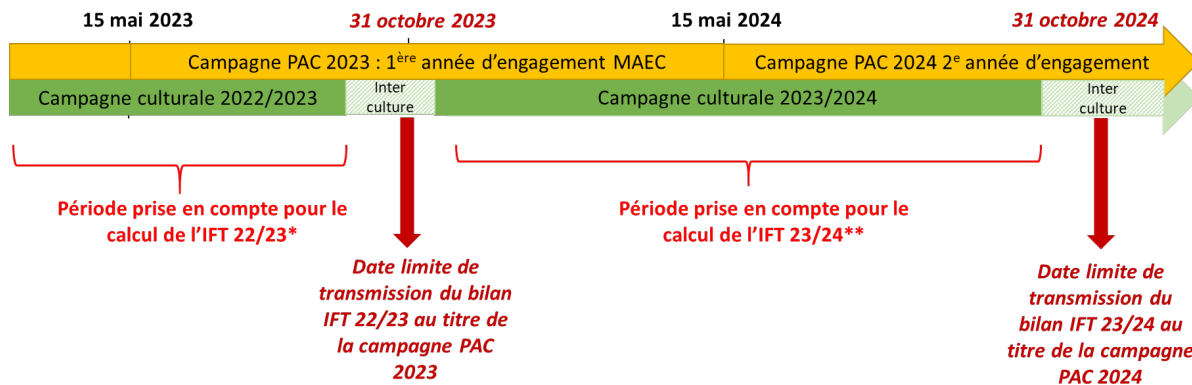 15 mai 2023
31 octobre 2023
15 mai 2024
31 octobre 2024
Campagne PAC 2023 : 1ère année d’engagement MAEC
Campagne PAC 2024 2e année d’engagement
Campagne culturale 2022/2023
Inter
culture
Campagne culturale 2023/2024
Inter
culture
Période prise en compte pour le
calcul de l’IFT 22/23*
Période prise en compte pour le
calcul de l’IFT 23/24**
Date limite de
transmission du bilan
IFT 22/23 au titre de
la campagne PAC
2023
Date limite de
transmission du
bilan IFT 23/24 au
titre de la campagne
PAC 2024